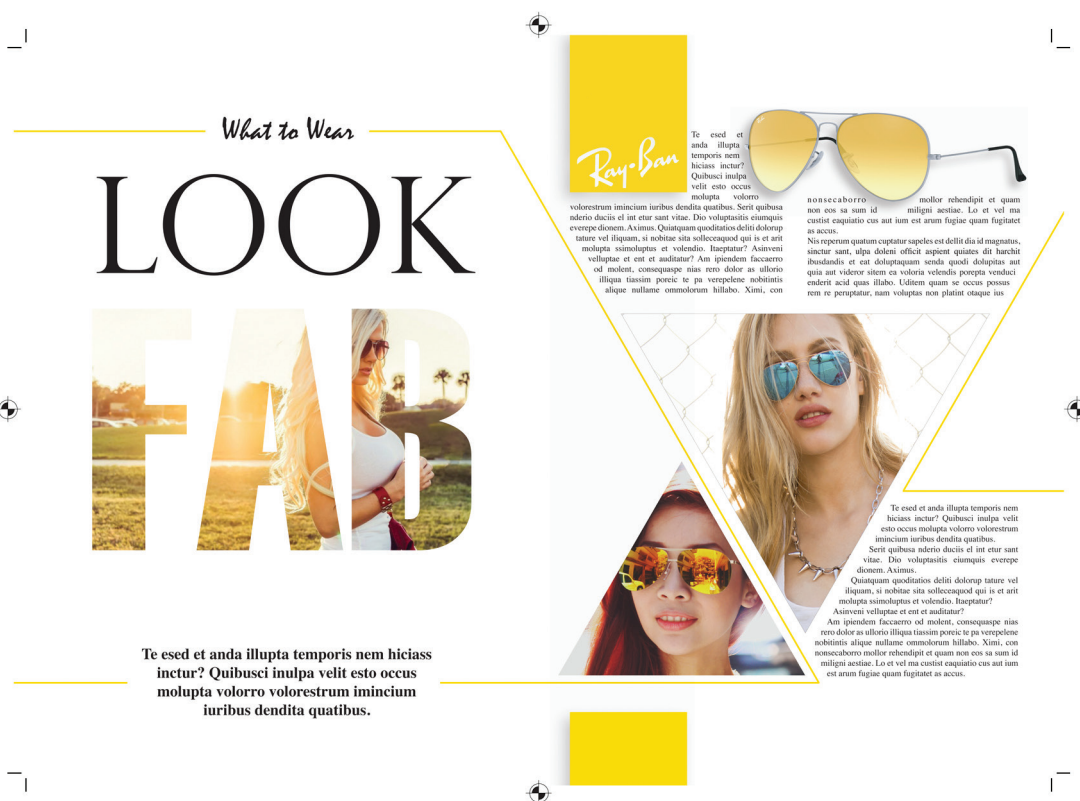 What to Wear
LOOK
FAB
Te esed et anda illupta temporis nem hiciass
inctur? Quibusci inulpa velit esto occus
molupta volorro volorestrum imincium
iuribus dendita quatibus.
Ray-Ban
Te esed et
anda illupta
temporis nem
hiciass inctur?
Quibusci inulpa
velit esto occus
molupta volorro
volorestrum imincium iuribus dendita quatibus. Serit quibusa
nderio duciis el int etur sant vitae. Dio voluptasitis eiumquis
everepe dionem. Aximus. Quiatquam quoditatios deliti dolorup
tature vel iliquam, si nobitae sita solleceaquod qui is et arit
molupta ssimoluptus et volendio. Itaeptatur? Asinveni
velluptae et ent et auditatur? Am ipiendem faccaerro
od molent, consequaspe nias rero dolor as ullorio
illiqua tiassim poreic te pa verepelene nobitintis
alique nullame ommolorum hillabo. Ximi, con
nonsecaborro mollor rehendipit et quam
non eos sa sum id miligni aestiae. Lo et vel ma
custist eaquiatio cus aut ium est arum fugiae quam fugitatet
as accus.
Nis reperum quatum cuptatur sapeles est dellit dia id magnatus,
sinctur sant, ulpa doleni officit aspient quiates dit harchit
ibusdandis et eat doluptaquam senda quodi dolupitas aut
quia aut videror sitem ea voloria velendis porepta venduci
enderit acid quas illabo. Uditem quam se occus possus
rem re peruptatur, nam voluptas non platint otaque ius
Te esed et anda illupta temporis nem
hiciass inctur? Quibusci inulpa velit
esto occus molupta volorro volorestrum
imincium iuribus dendita quatibus.
Serit quibusa nderio duciis el int etur sant
vitae. Dio voluptasitis eiumquis everepe
dionem. Aximus.
Quiatquam quoditatios deliti dolorup tature vel
iliquam, si nobitae sita solleceaquod qui is et arit
molupta ssimoluptus et volendio. Itaeptatur?
Asinveni velluptae et ent et auditatur?
Am ipiendem faccaerro od molent, consequaspe nias
rero dolor as ullorio illiqua tiassim poreic te pa verepelene
nobitintis alique nullame ommolorum hillabo. Ximi, con
nonsecaborro mollor rehendipit et quam non eos sa sum id
miligni aestiae. Lo et vel ma custist eaquiatio cus aut ium
est arum fugiae quam fugitatet as accus.